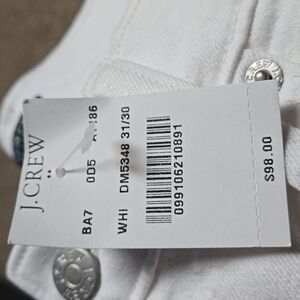 J.CREW
BA7 0D5
WHI DM5348 31/30
099106210891
$98.00